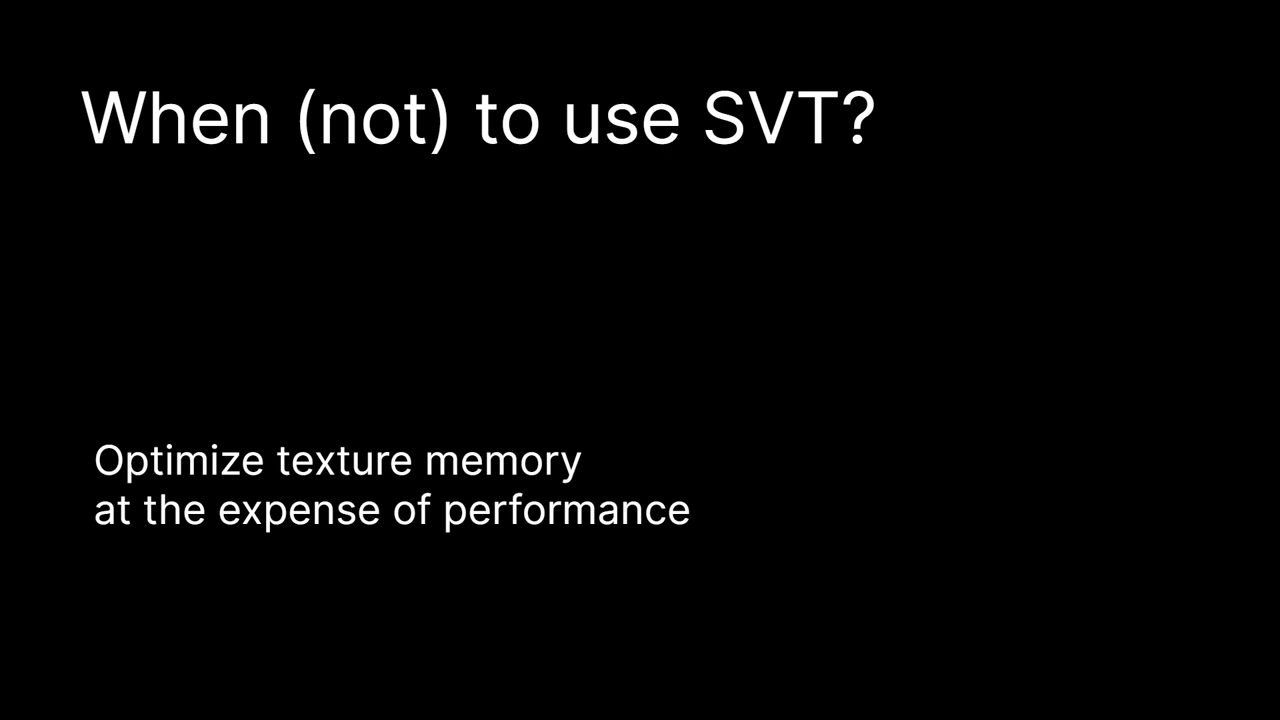 When (not) to use SVT?
Optimize texture memory
at the expense of performance